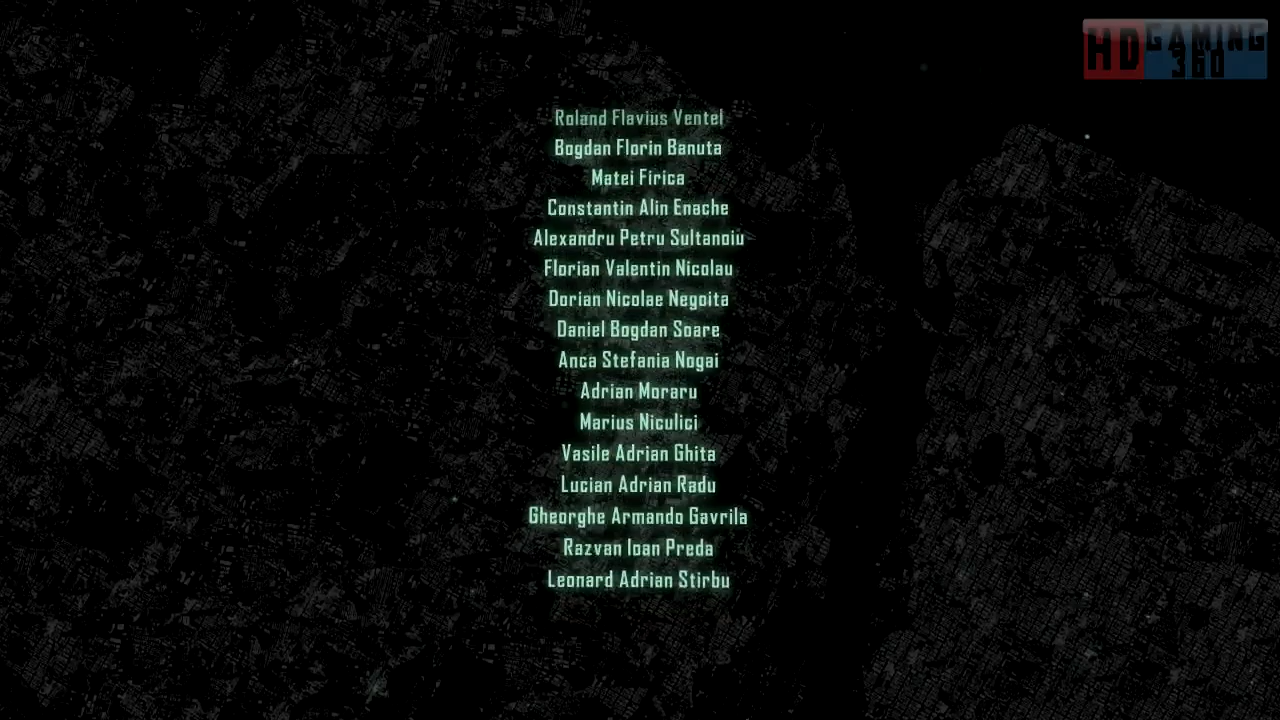 HD GAMING
360
Roland Flavius Ventel
Bogdan Florin Banuta
Matei Firica
Constantin Alin Enache
Alexandru Petru Sultanoiu
Florian Valentin Nicolau
Dorian Nicolae Negoita
Daniel Bogdan Soare
Anca Stefania Nogai
Adrian Moraru
Marius Niculici
Vasile Adrian Ghita
Lucian Adrian Radu
Gheorghe Armando Gavrila
Razvan Ioan Preda
Leonard Adrian Stirbu